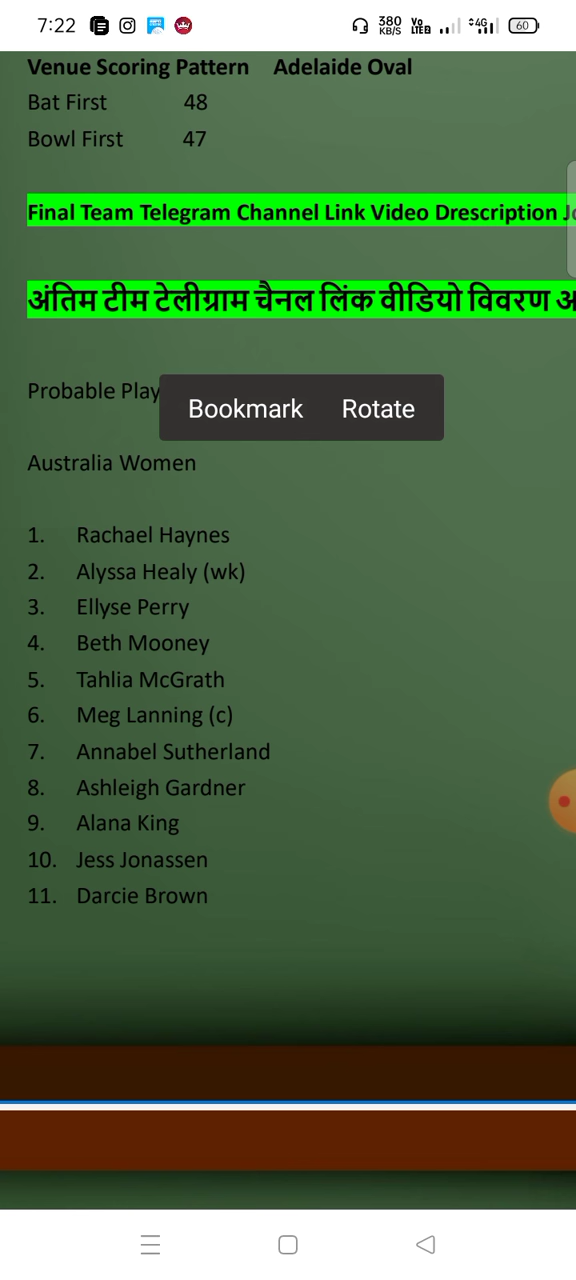 7:22 380 KB/S Vo LTE2 4G 60
Venue Scoring Pattern Adelaide Oval
Bat First 48
Bowl First 47
Final Team Telegram Channel Link Video Drescription
अंतिम टीम टेलीग्राम चैनल लिंक वीडियो विवरण
Probable Play
Bookmark Rotate
Australia Women
1. Rachael Haynes
2. Alyssa Healy (wk)
3. Ellyse Perry
4. Beth Mooney
5. Tahlia McGrath
6. Meg Lanning (c)
7. Annabel Sutherland
8. Ashleigh Gardner
9. Alana King
10. Jess Jonassen
11. Darcie Brown